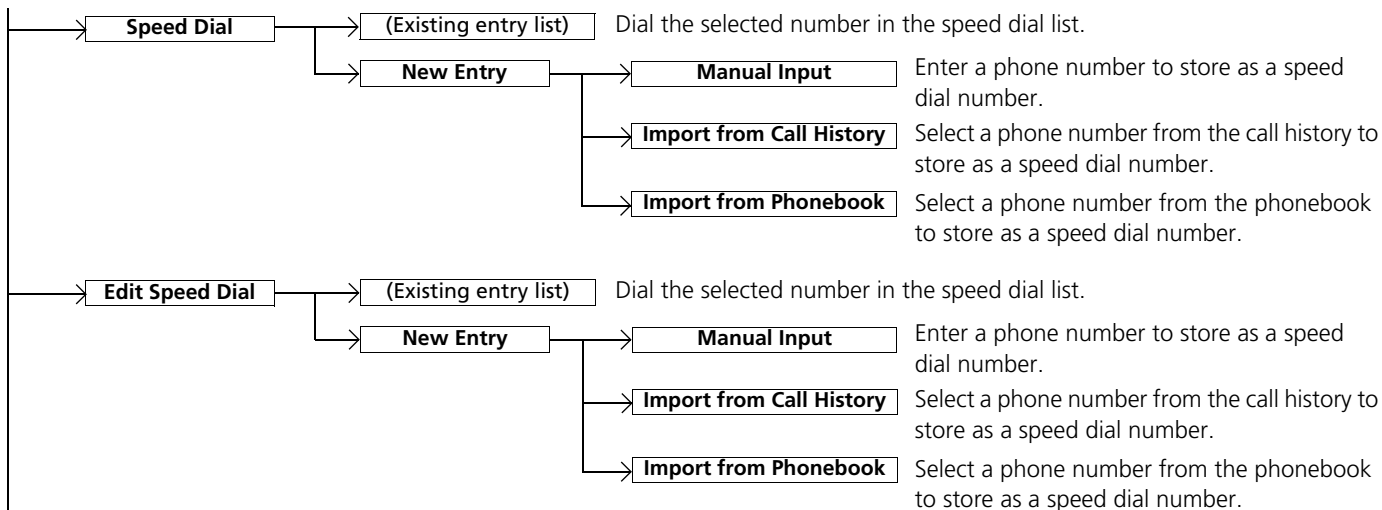 Speed Dial (Existing entry list) Dial the selected number in the speed dial list.
New Entry Manual Input Enter a phone number to store as a speed
dial number.
Import from Call History Select a phone number from the call history to
store as a speed dial number.
Import from Phonebook Select a phone number from the phonebook
to store as a speed dial number.
Edit Speed Dial (Existing entry list) Dial the selected number in the speed dial list.
New Entry Manual Input Enter a phone number to store as a speed
dial number.
Import from Call History Select a phone number from the call history to
store as a speed dial number.
Import from Phonebook Select a phone number from the phonebook
to store as a speed dial number.